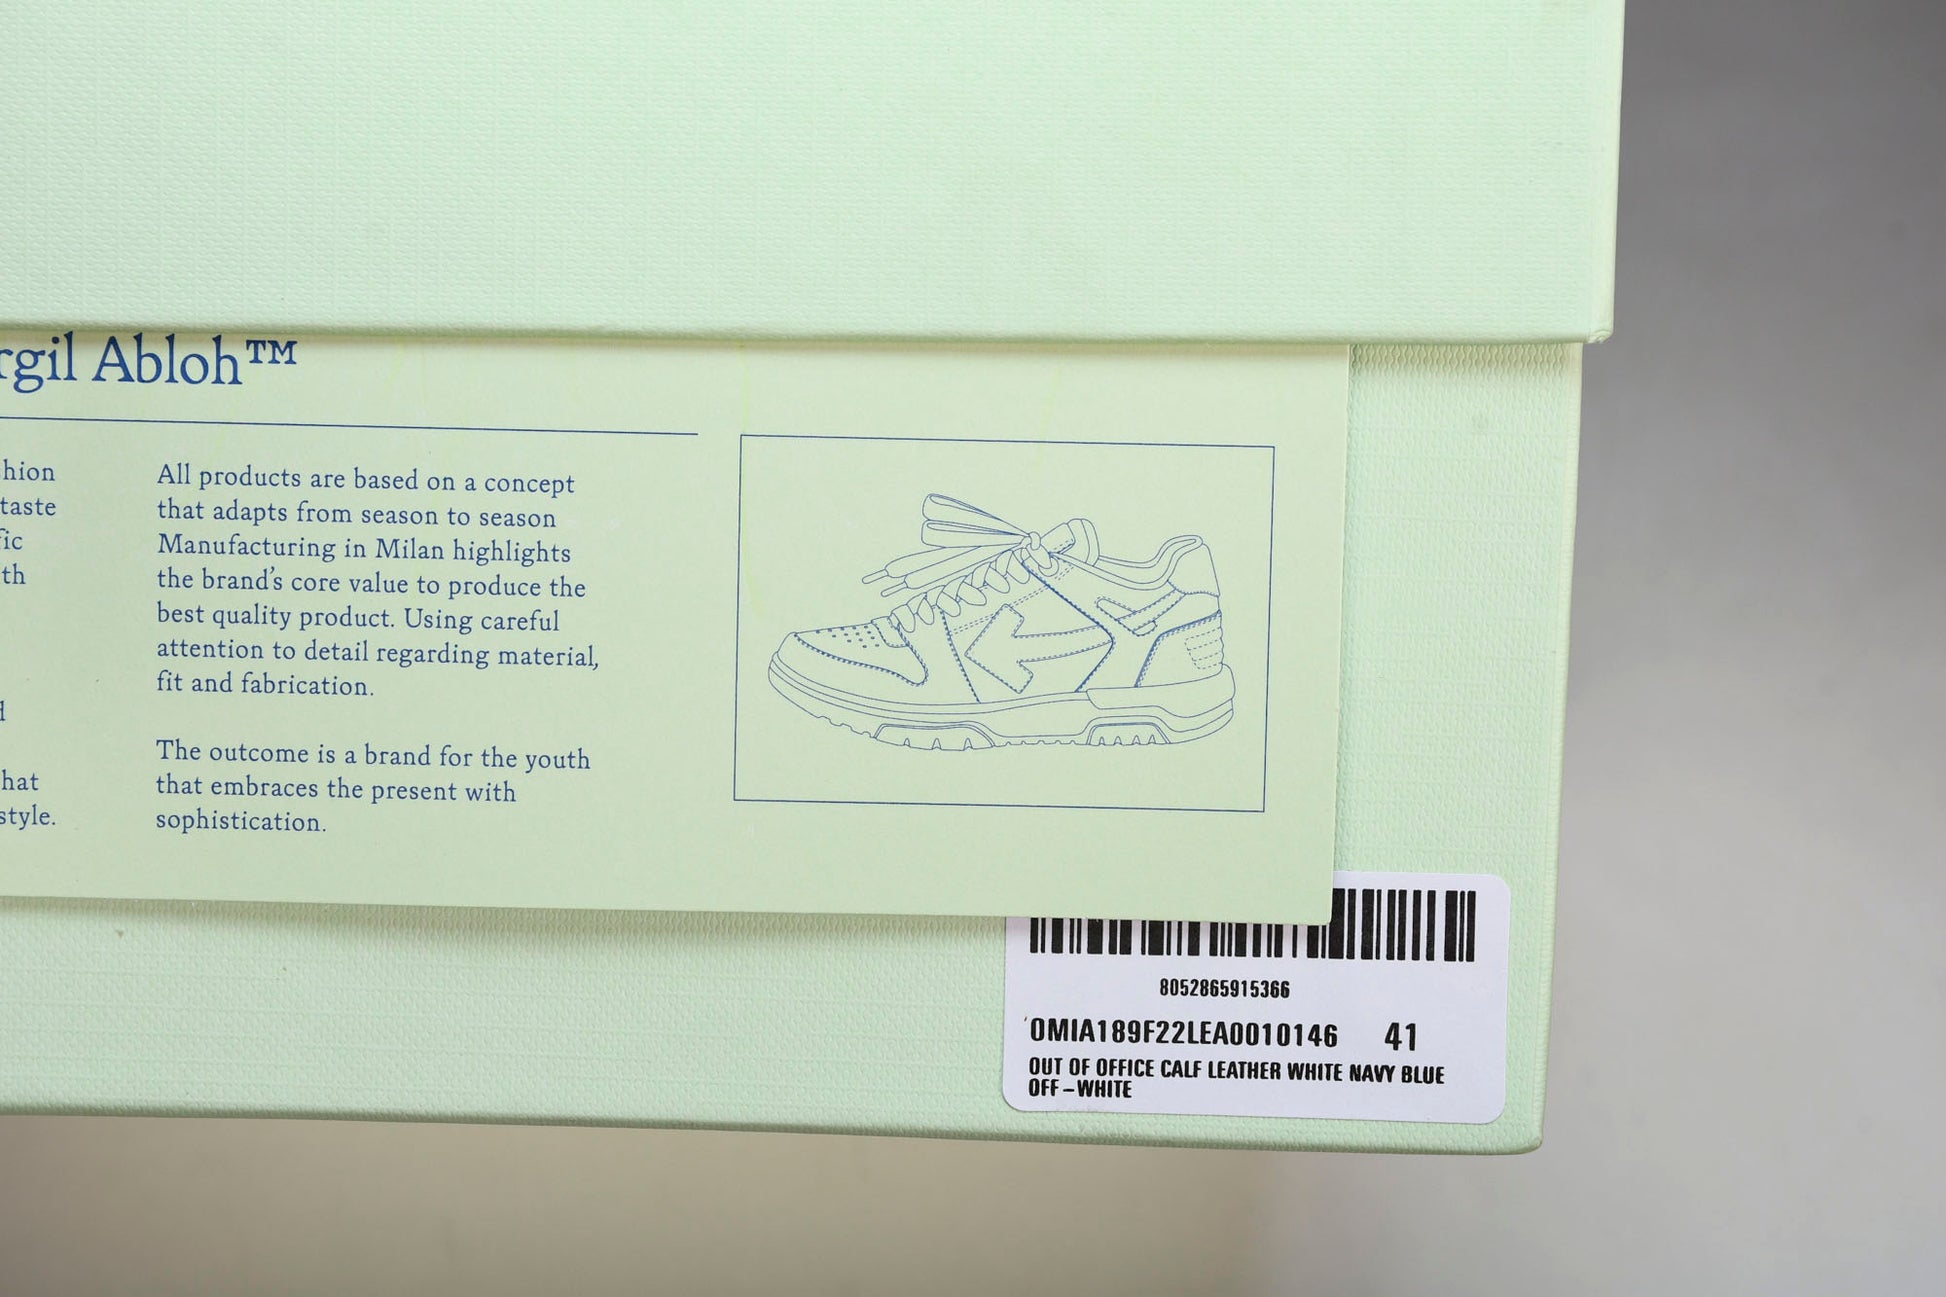 rgil Abloh™
hion
taste
fic
th
hat
style.
All products are based on a concept
that adapts from season to season
Manufacturing in Milan highlights
the brand's core value to produce the
best quality product. Using careful
attention to detail regarding material,
fit and fabrication.
The outcome is a brand for the youth
that embraces the present with
sophistication.
8052865915366
OMIA189F22LEA0010146 41
OUT OF OFFICE CALF LEATHER WHITE NAVY BLUE
OFF-WHITE